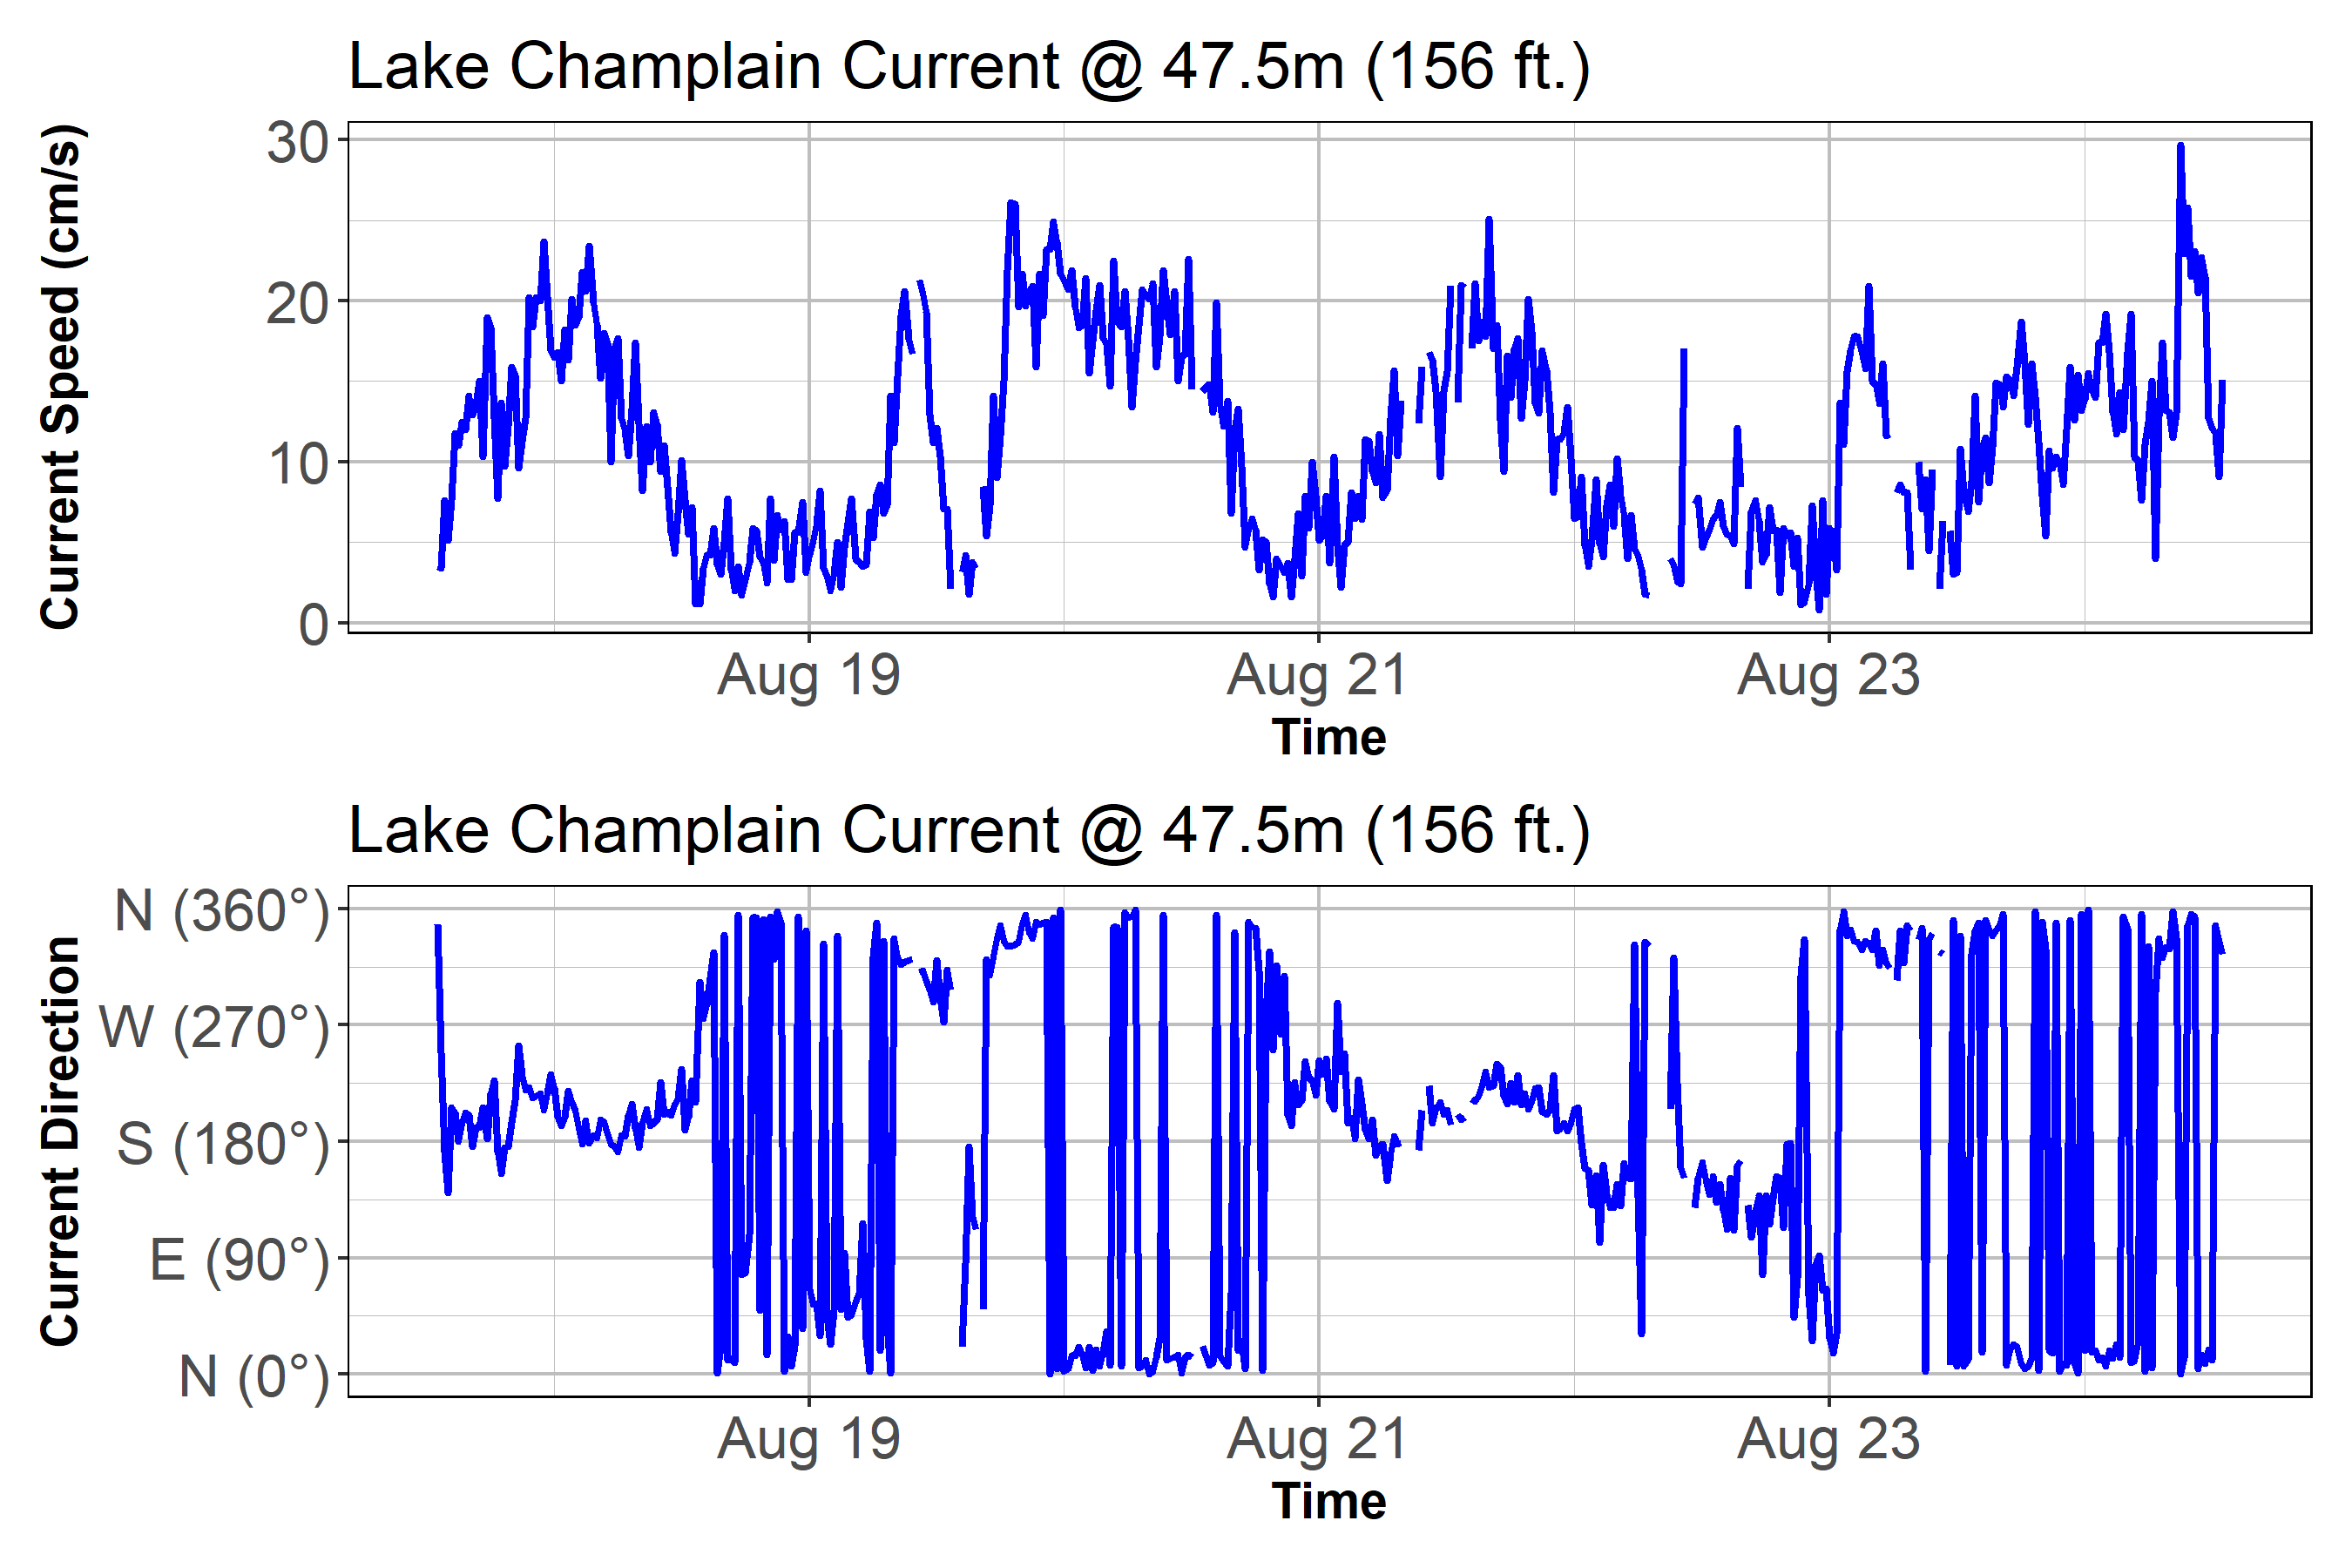 Lake Champlain Current @ 47.5m (156 ft.)
Current Speed (cm/s)
30
20
10
0
Aug 19
Aug 21
Aug 23
Time
Lake Champlain Current @ 47.5m (156 ft.)
Current Direction
N (360°)
W (270°)
S (180°)
E (90°)
N (0°)
Aug 19
Aug 21
Aug 23
Time